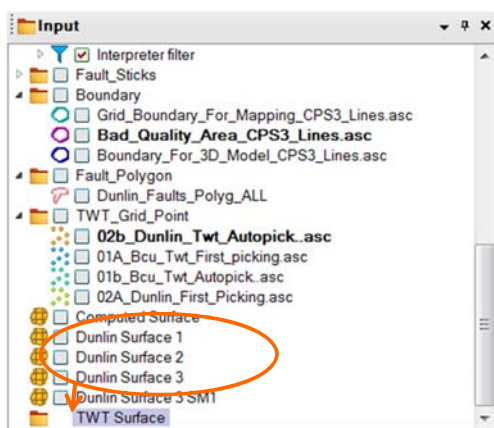 Input
Interpreter filter
Fault_Sticks
Boundary
Grid_Boundary_For_Mapping_CPS3_Lines.asc
Bad_Quality_Area_CPS3_Lines.asc
Boundary_For_3D_Model_CPS3_Lines.asc
Fault_Polygon
Dunlin_Faults_Polyg_ALL
TWT_Grid_Point
02b_Dunlin_Twt_Autopick..asc
01A_Bcu_Twt_First_picking.asc
01b_Bcu_Twt_Autopick..asc
02A_Dunlin_First_Picking.asc
Computed Surface
Dunlin Surface 1
Dunlin Surface 2
Dunlin Surface 3
Dunlin Surface 3 SM1
TWT Surface